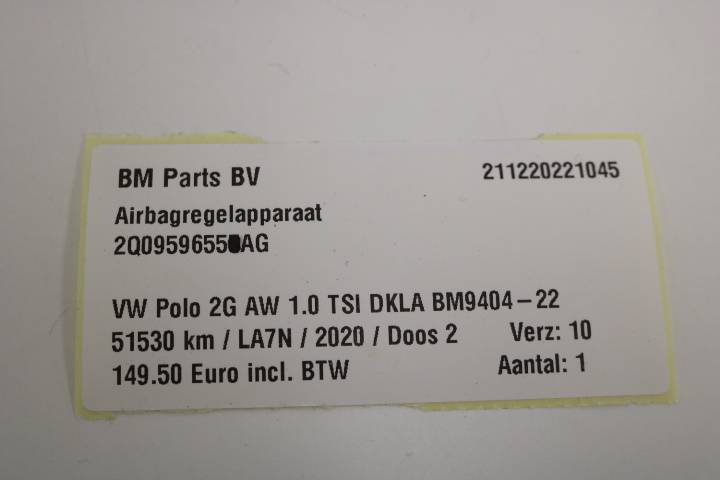 BM Parts BV 211220221045
Airbagregelapparaat
VW Polo 2G AW 1.0 TSI DKLA BM9404-22
51530 km / LA7N / 2020 / Doos 2 Verz: 10
149.50 Euro incl. BTW Aantal: 1